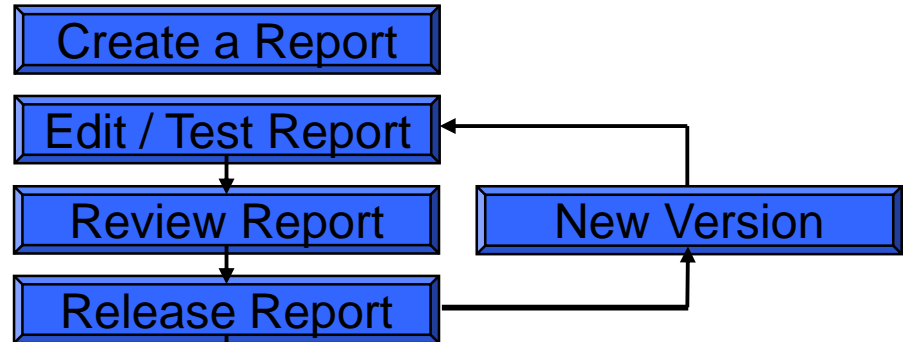 Create a Report
Edit / Test Report
Review Report
New Version
Release Report